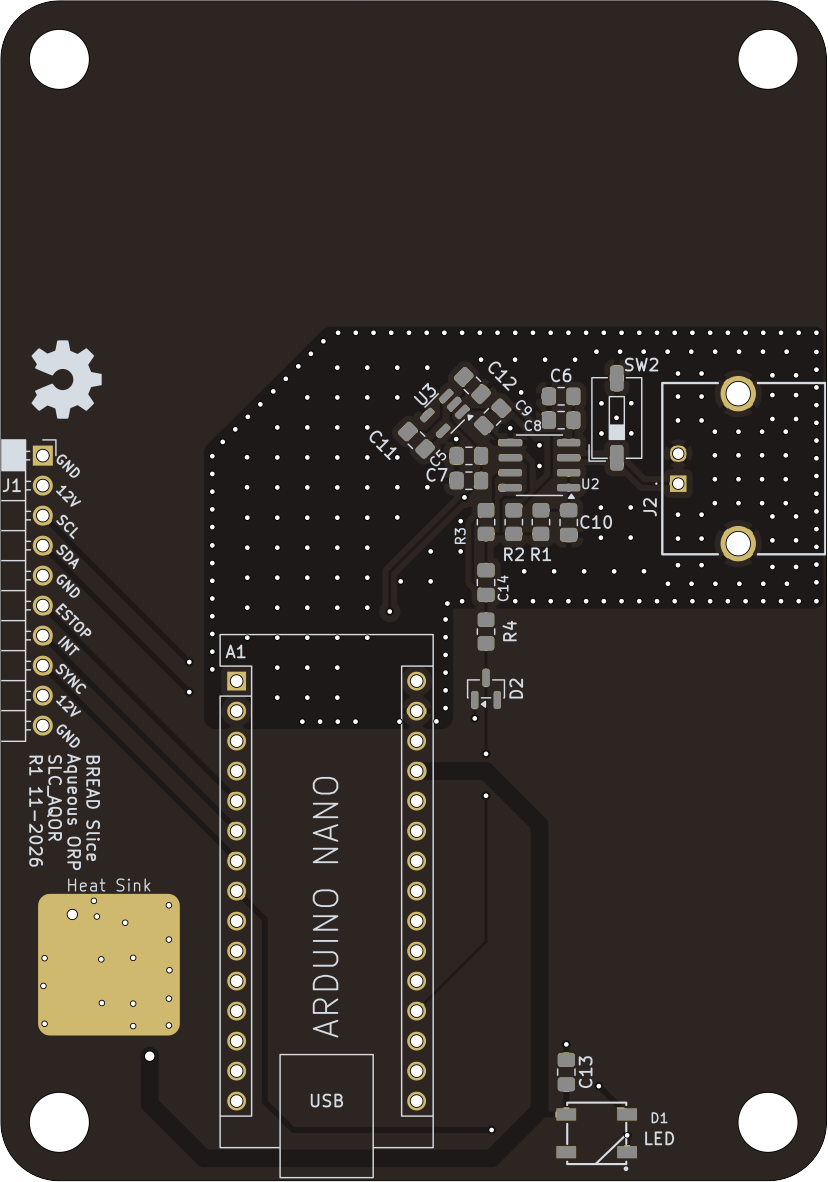 C12
C6
SW2
U3
C9
C8
C11
C5
C7
U2
J1
GND
12V
SCL
SDA
GND
ESTOP
INT
SYNC
12V
GND
J2
R3
C10
R2 R1
C14
R4
A1
D2
BREAD Slice
Aqueous ORP
SLC_AQOR
R1 11-2026
Heat Sink
ARDUINO NANO
USB
C13
D1
LED